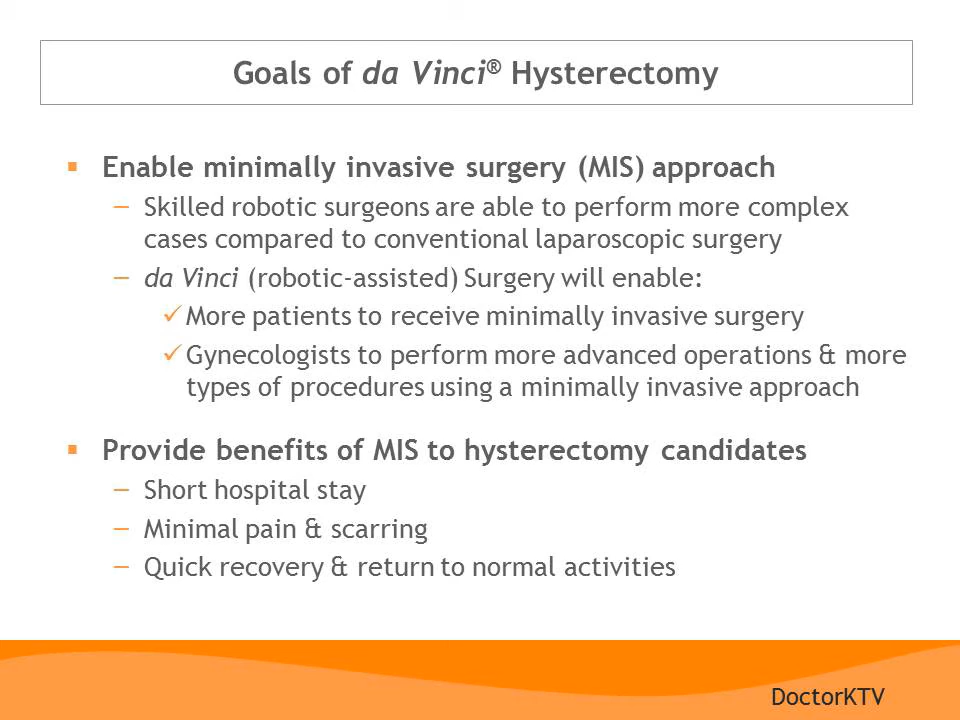 Goals of da Vinci® Hysterectomy
Enable minimally invasive surgery (MIS) approach
– Skilled robotic surgeons are able to perform more complex
cases compared to conventional laparoscopic surgery
– da Vinci (robotic-assisted) Surgery will enable:
✓More patients to receive minimally invasive surgery
✓Gynecologists to perform more advanced operations & more
types of procedures using a minimally invasive approach
Provide benefits of MIS to hysterectomy candidates
– Short hospital stay
– Minimal pain & scarring
– Quick recovery & return to normal activities
DoctorKTV